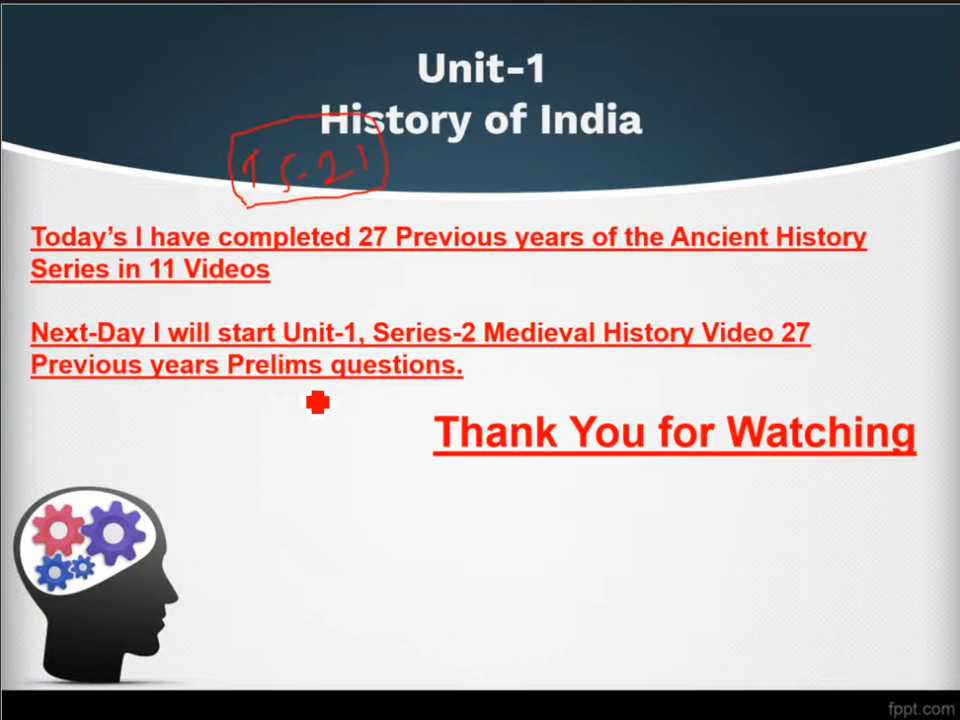 Unit-1
History of India
Today’s I have completed 27 Previous years of the Ancient History
Series in 11 Videos
Next-Day I will start Unit-1, Series-2 Medieval History Video 27
Previous years Prelims questions.
Thank You for Watching
fppt.com